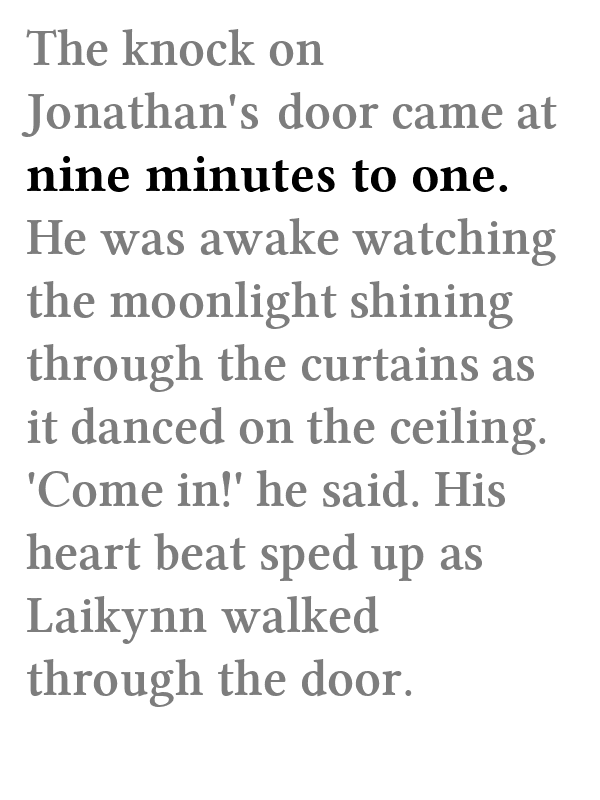 The knock on
Jonathan's door came at
nine minutes to one.
He was awake watching
the moonlight shining
through the curtains as
it danced on the ceiling.
'Come in!' he said. His
heart beat sped up as
Laikynn walked
through the door.